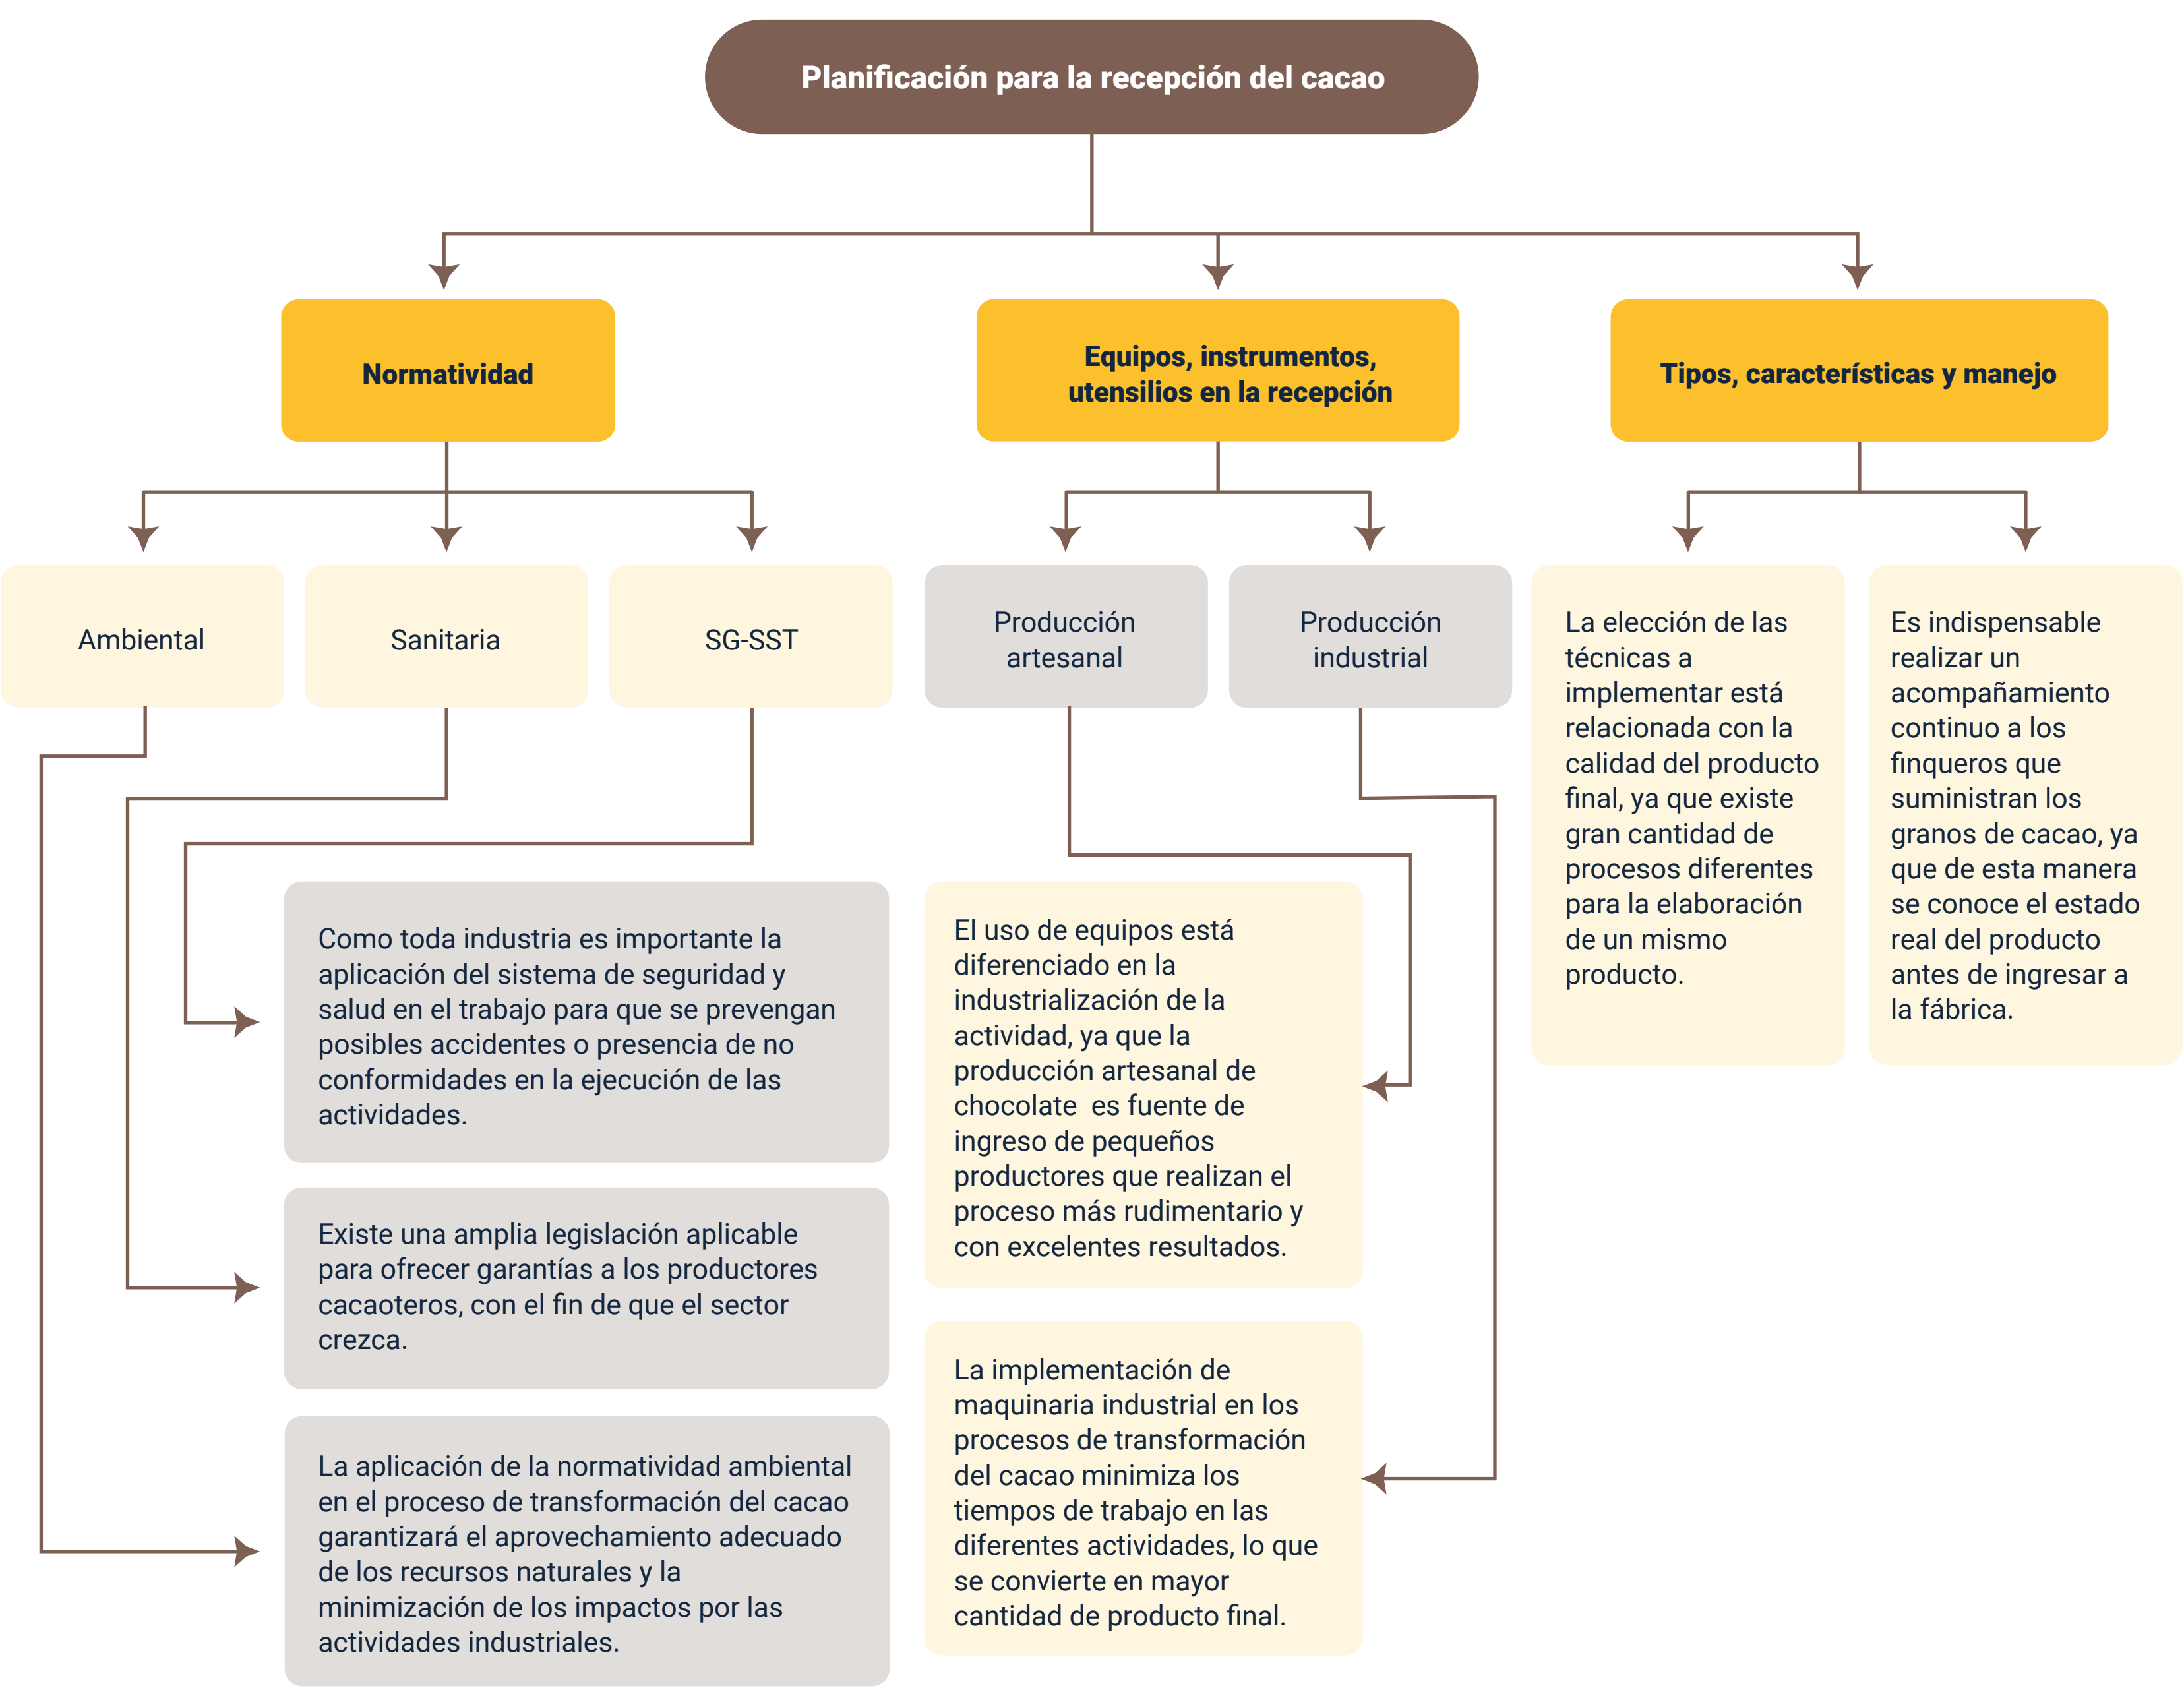 Planificación para la recepción del cacao
Normatividad
Equipos, instrumentos,
utensilios en la recepción
Tipos, características y manejo
Ambiental
Sanitaria
SG-SST
Producción
artesanal
Producción
industrial
La elección de las
técnicas a
implementar está
relacionada con la
calidad del producto
final, ya que existe
gran cantidad de
procesos diferentes
para la elaboración
de un mismo
producto.
Es indispensable
realizar un
acompañamiento
continuo a los
finqueros que
suministran los
granos de cacao, ya
que de esta manera
se conoce el estado
real del producto
antes de ingresar a
la fábrica.
Como toda industria es importante la
aplicación del sistema de seguridad y
salud en el trabajo para que se prevengan
posibles accidentes o presencia de no
conformidades en la ejecución de las
actividades.
Existe una amplia legislación aplicable
para ofrecer garantías a los productores
cacaoteros, con el fin de que el sector
crezca.
La aplicación de la normatividad ambiental
en el proceso de transformación del cacao
garantizará el aprovechamiento adecuado
de los recursos naturales y la
minimización de los impactos por las
actividades industriales.
El uso de equipos está
diferenciado en la
industrialización de la
actividad, ya que la
producción artesanal de
chocolate  es fuente de
ingreso de pequeños
productores que realizan el
proceso más rudimentario y
con excelentes resultados.
La implementación de
maquinaria industrial en los
procesos de transformación
del cacao minimiza los
tiempos de trabajo en las
diferentes actividades, lo que
se convierte en mayor
cantidad de producto final.